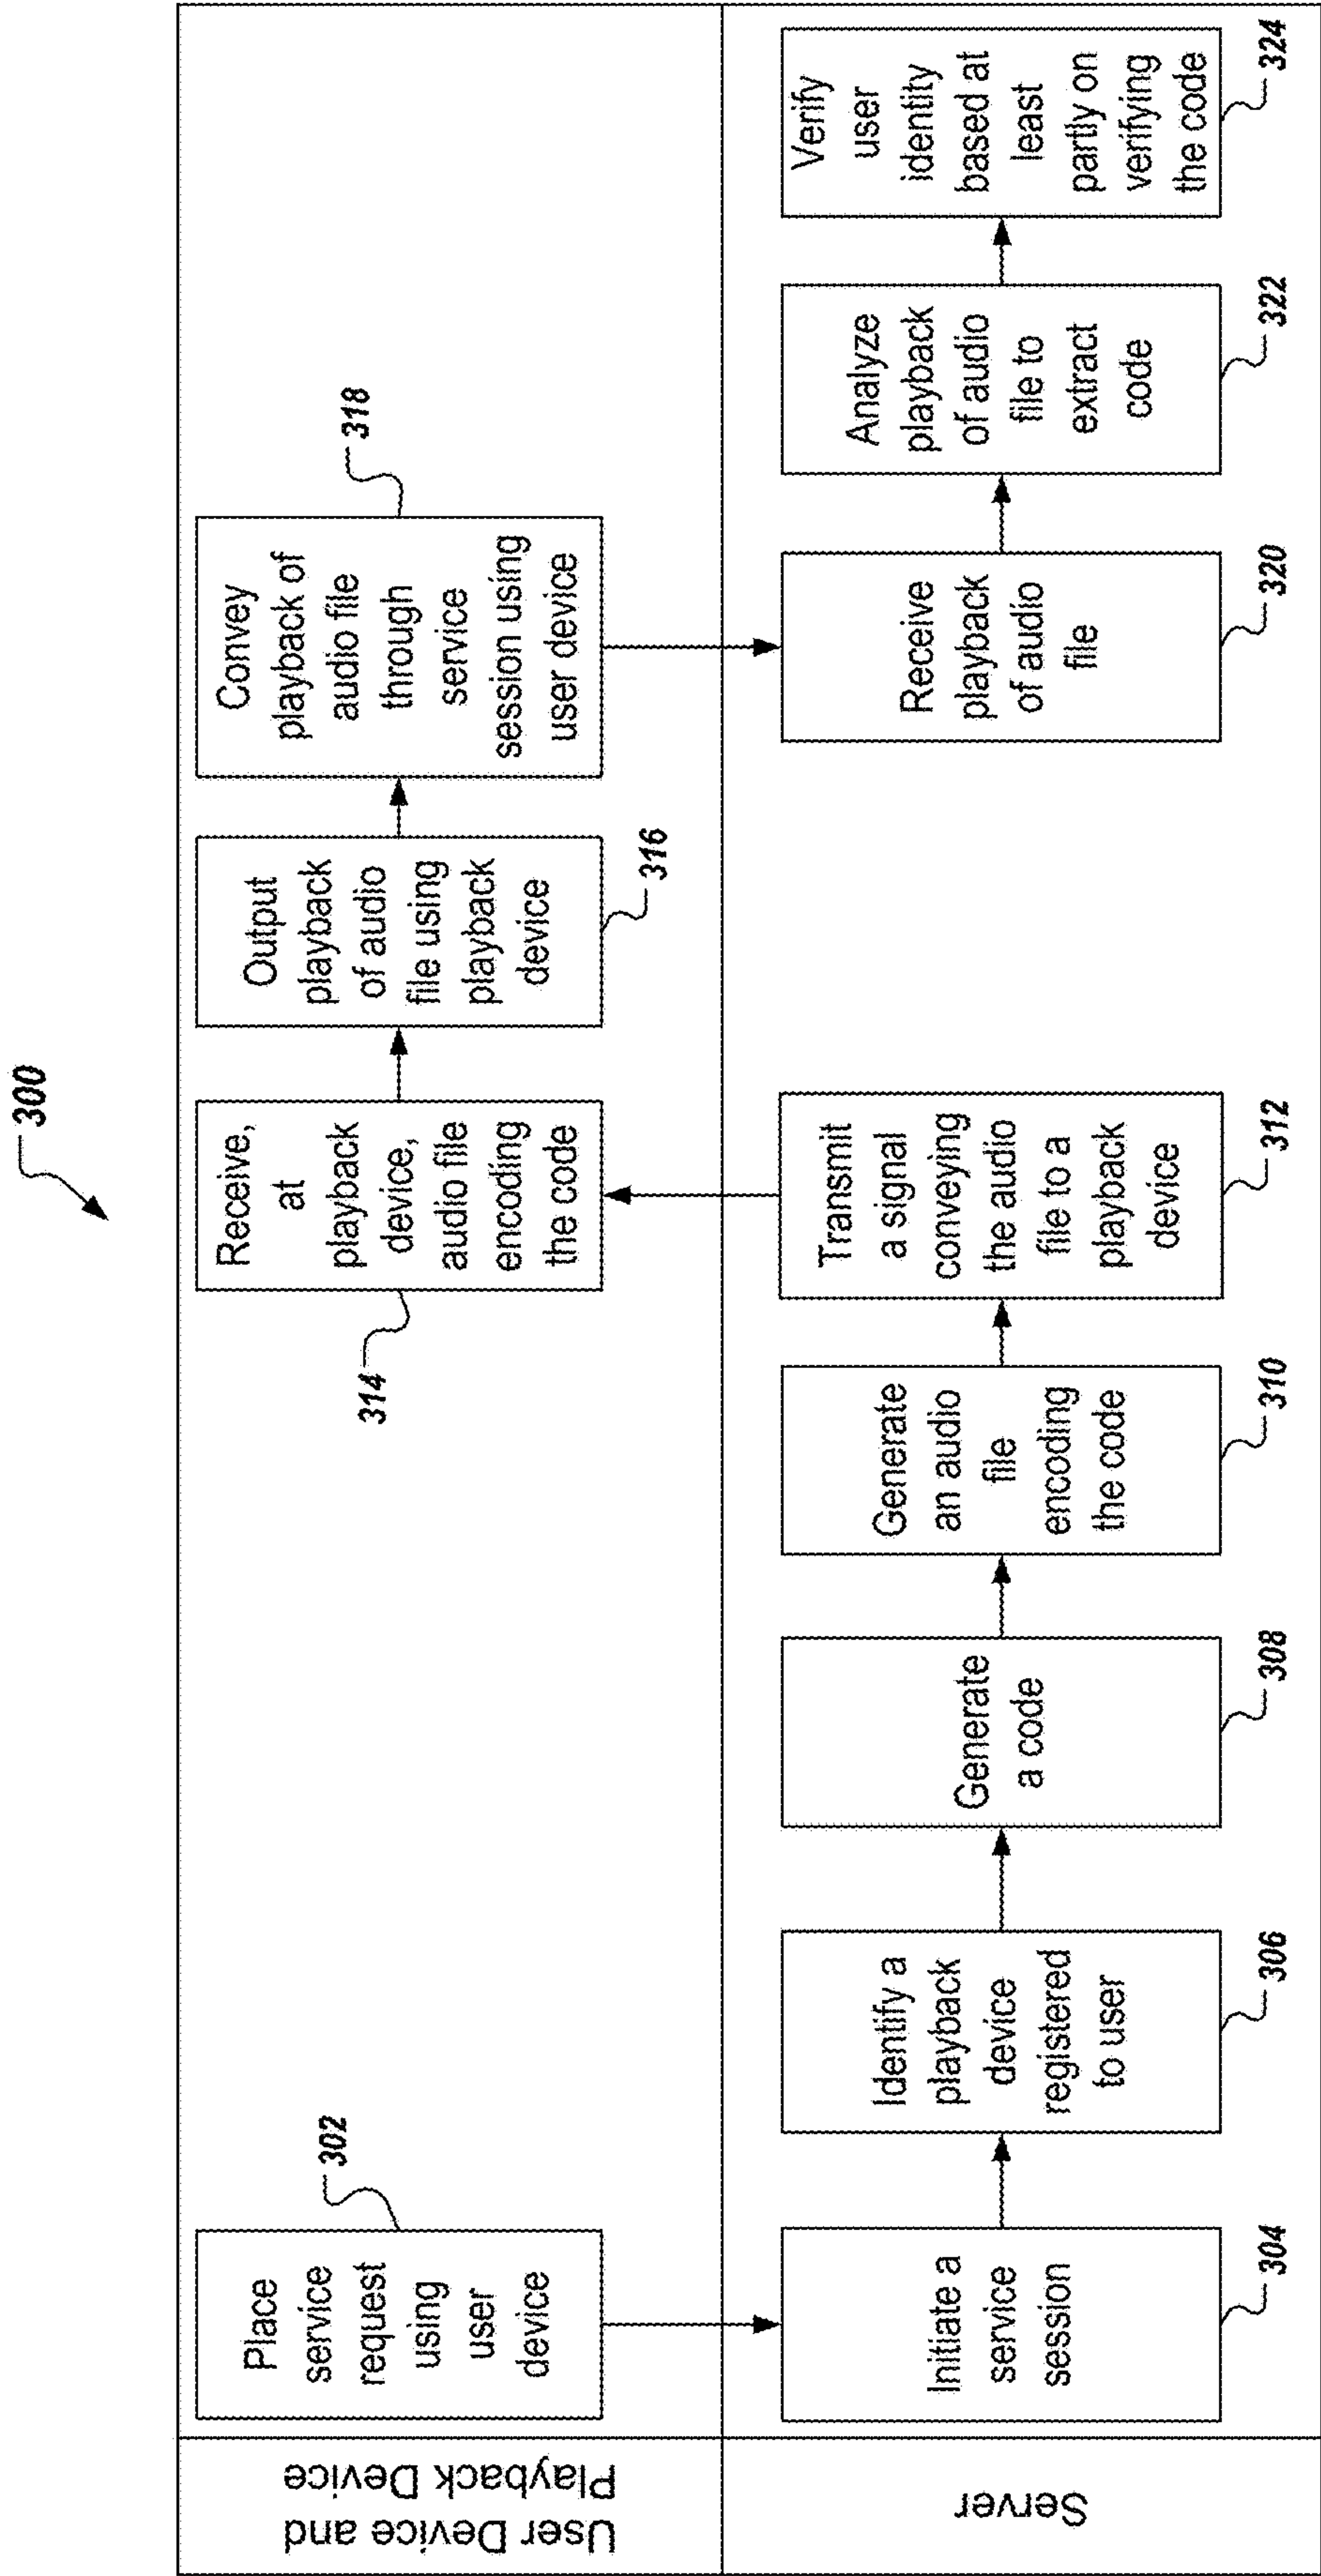 300
User Device and
Playback Device
Place
service
request
using
user
device
302
Receive,
at
playback
device,
audio file
encoding
the code
314
Output
playback
of audio
file using
playback
device
316
Convey
playback of
audio file
through
service
session using
user device
318
Server
Initiate a
service
session
304
Identify a
playback
device
registered
to user
306
Generate
a code
308
Generate
an audio
file
encoding
the code
310
Transmit
a signal
conveying
the audio
file to a
playback
device
312
Receive
playback
of audio
file
320
Analyze
playback
of audio
file to
extract
code
322
Verify
user
identity
based at
least
partly on
verifying
the code
324